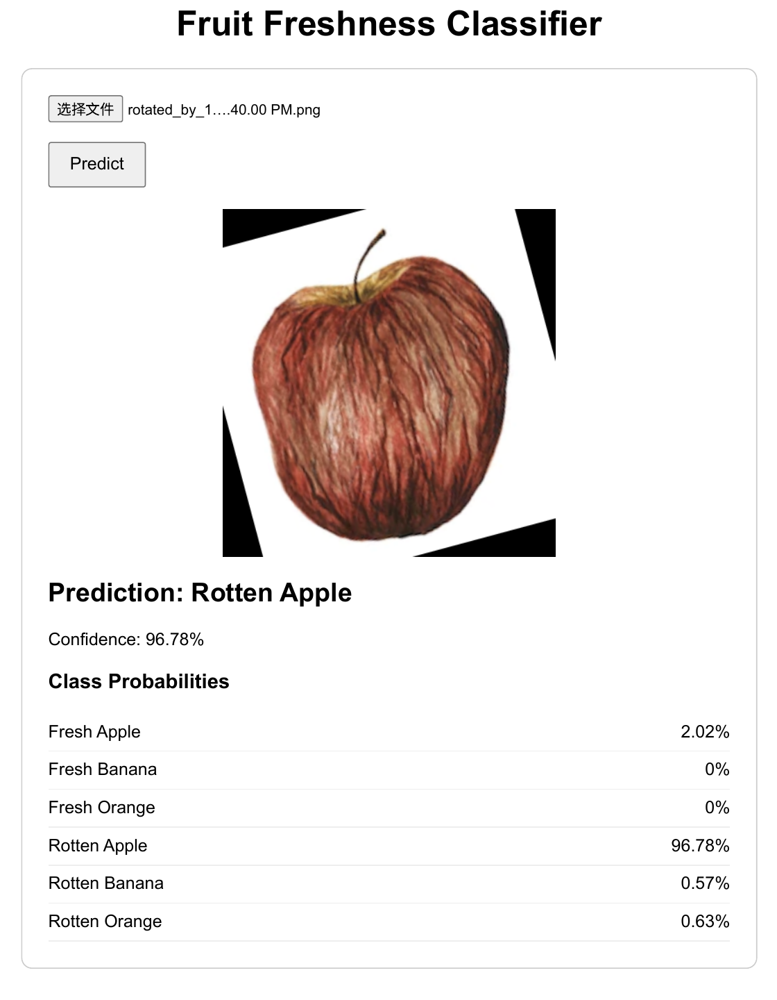 Fruit Freshness Classifier
选择文件 rotated_by_1....40.00 PM.png
Predict
Prediction: Rotten Apple
Confidence: 96.78%
Class Probabilities
Fresh Apple 2.02%
Fresh Banana 0%
Fresh Orange 0%
Rotten Apple 96.78%
Rotten Banana 0.57%
Rotten Orange 0.63%